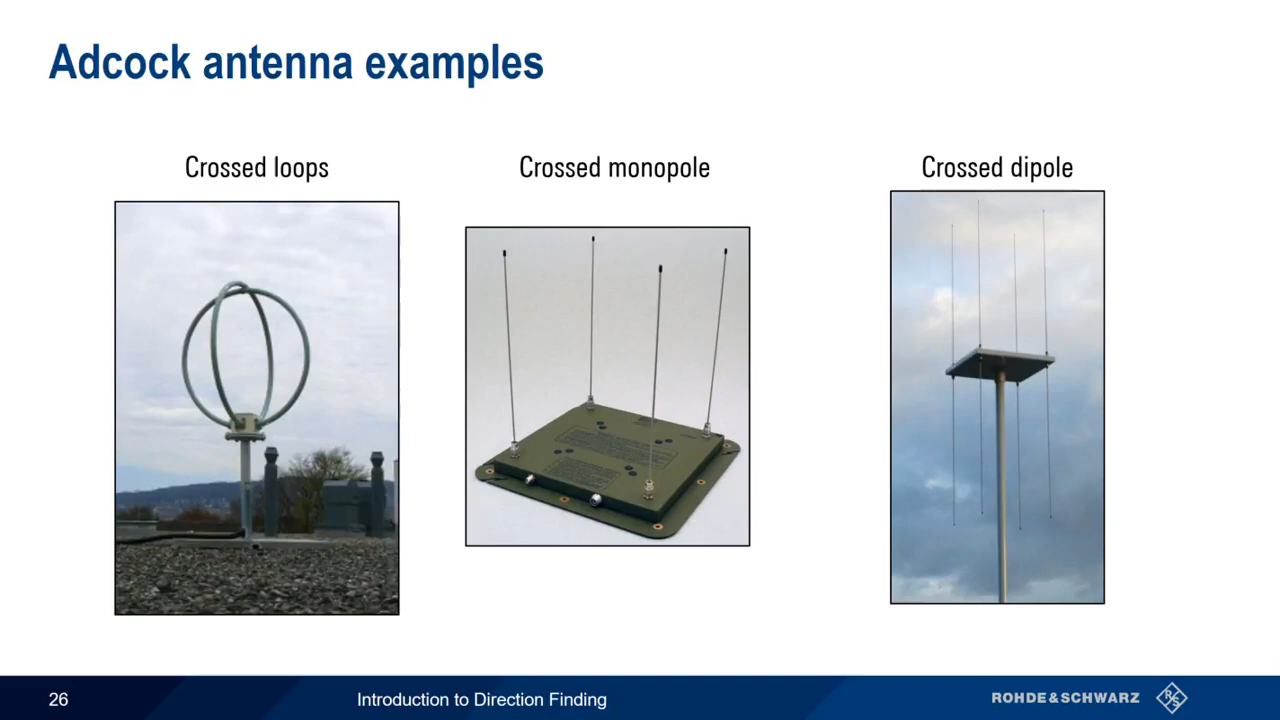 Adcock antenna examples
Crossed loops
Crossed monopole
Crossed dipole
26
Introduction to Direction Finding
ROHDE&SCHWARZ
R&S